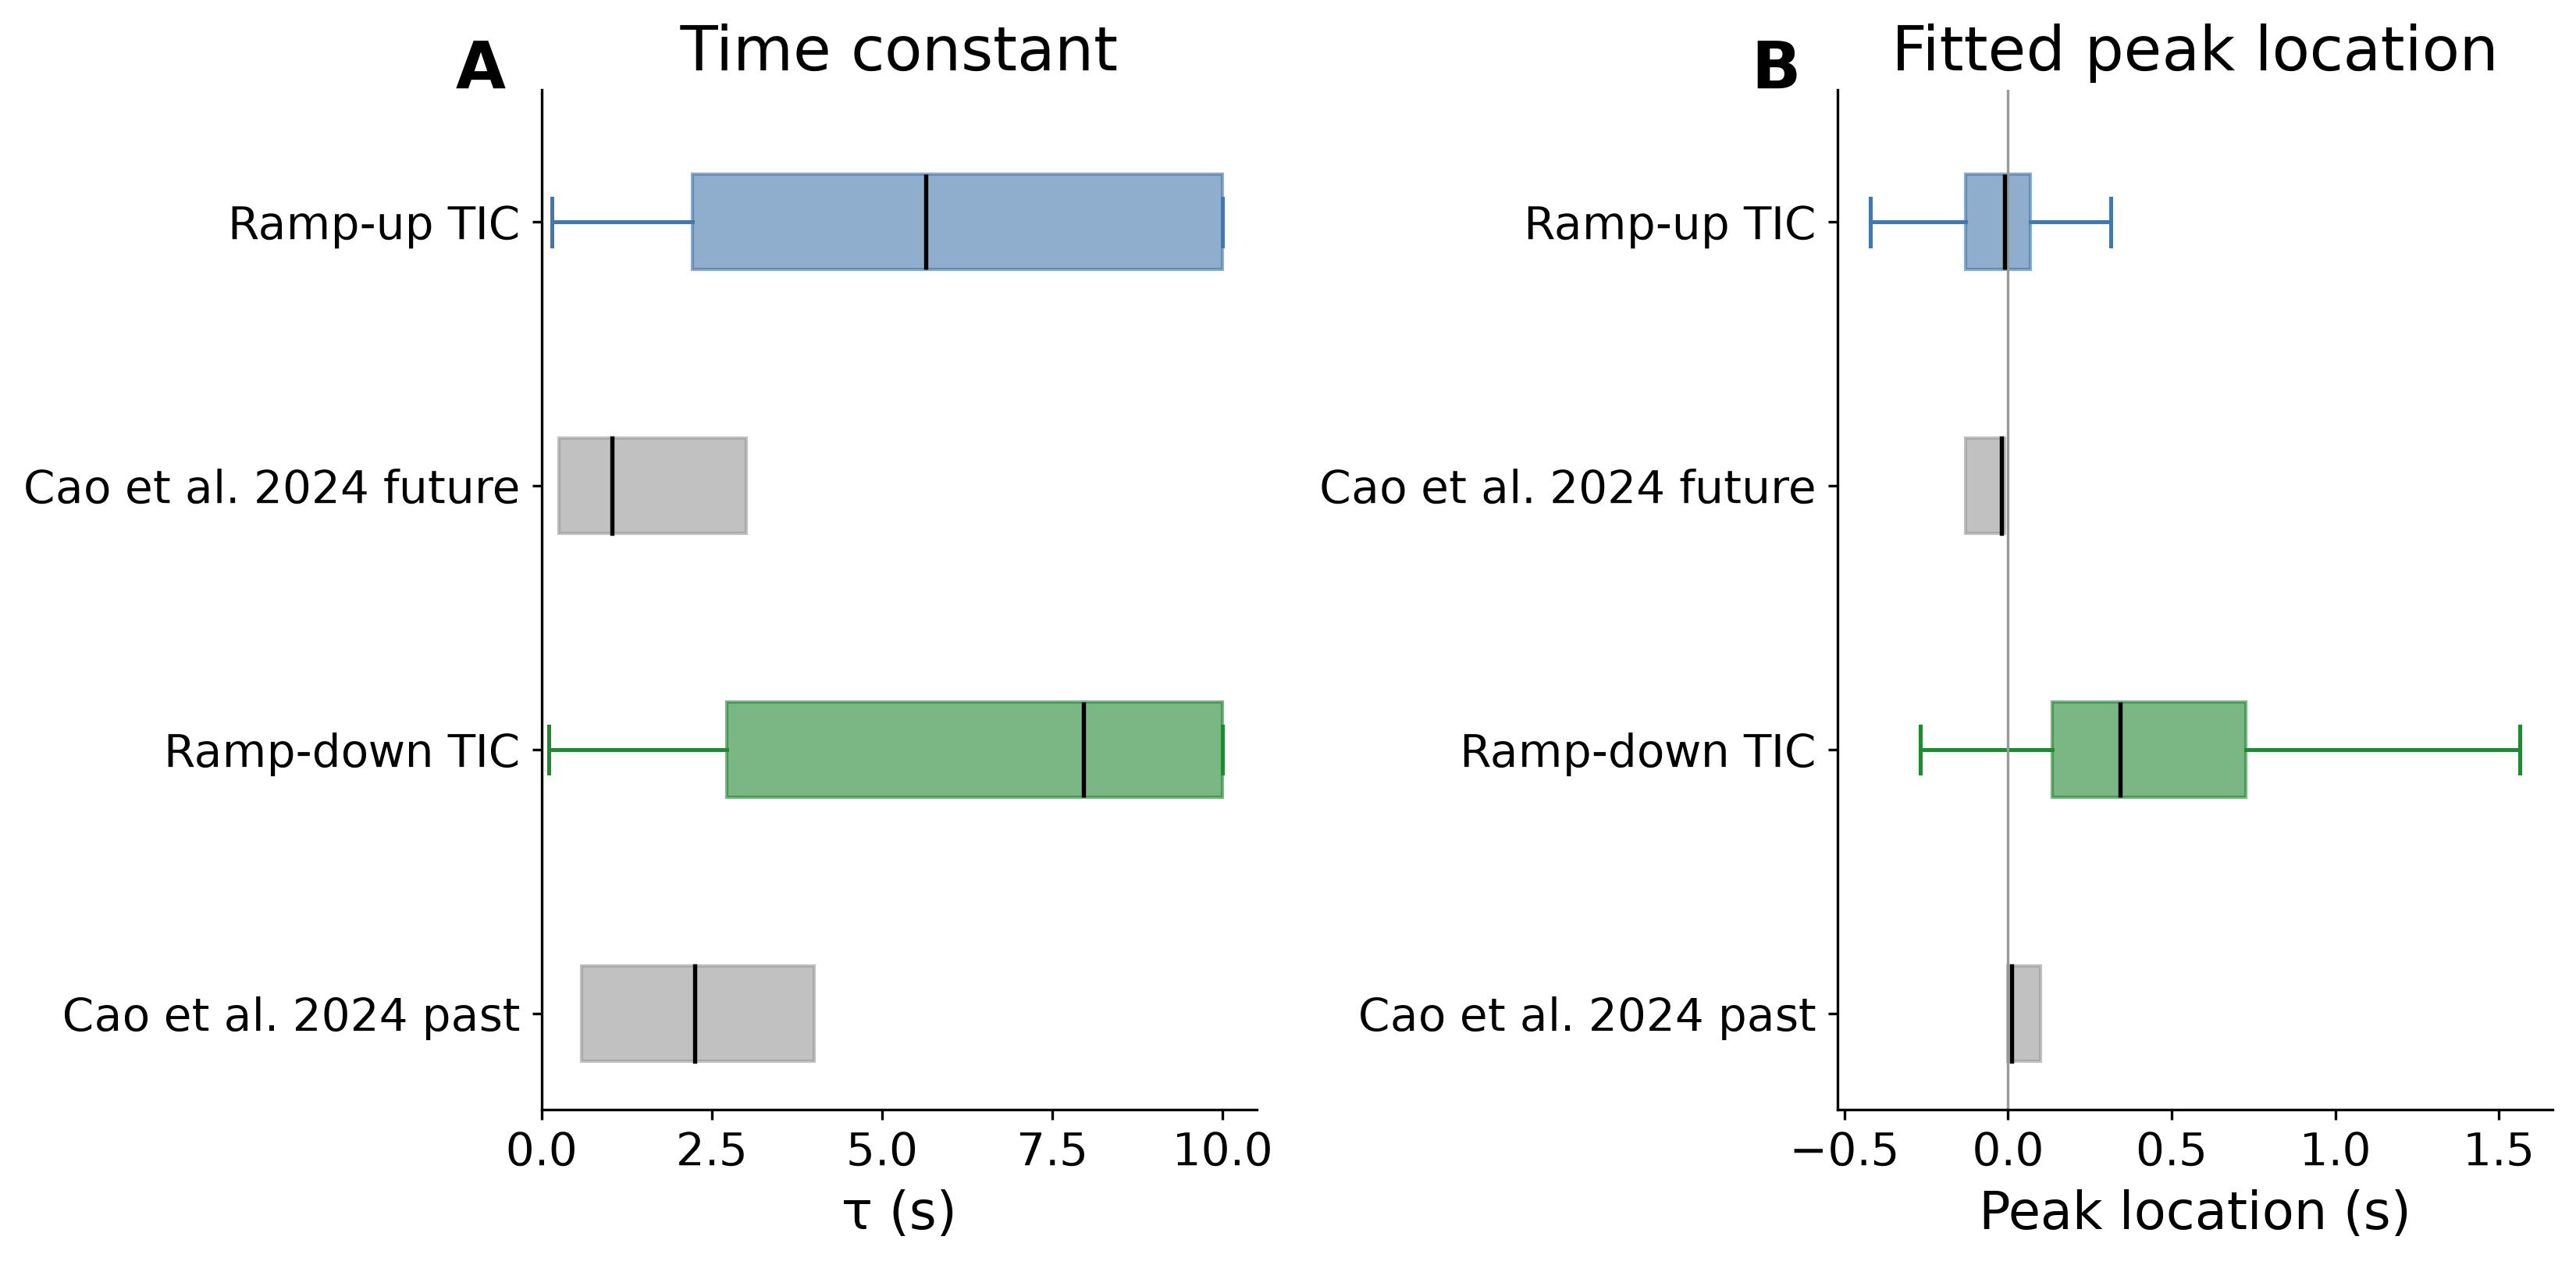 A
Time constant
Ramp-up TIC
Cao et al. 2024 future
Ramp-down TIC
Cao et al. 2024 past
0.0 2.5 5.0 7.5 10.0
τ (s)
B
Fitted peak location
Ramp-up TIC
Cao et al. 2024 future
Ramp-down TIC
Cao et al. 2024 past
−0.5 0.0 0.5 1.0 1.5
Peak location (s)